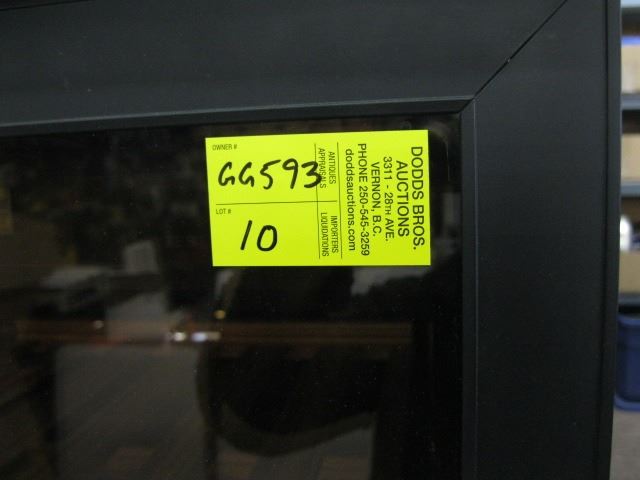 OWNER #
GG593
LOT #
10
ANTIQUES
APPRAISALS
IMPORTERS
LIQUIDATIONS
DODDS BROS.
AUCTIONS
3311 - 28TH AVE.
VERNON, B.C.
PHONE 250-545-3259
doddsauctions.com